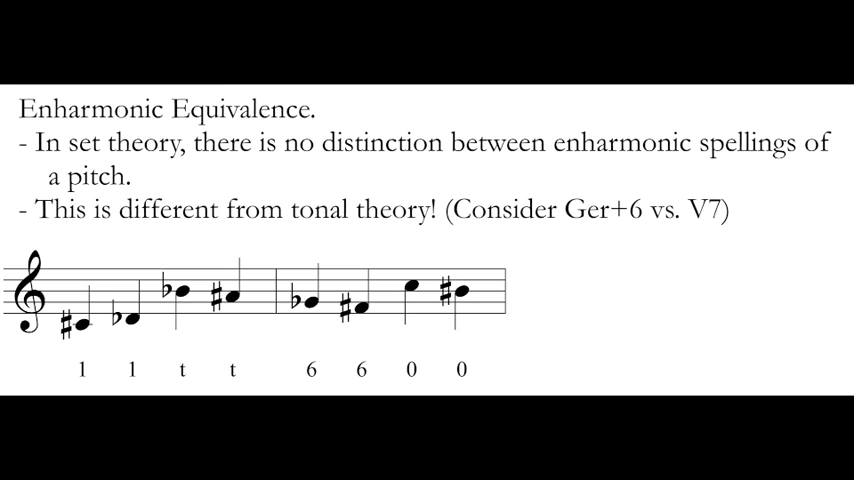 Enharmonic Equivalence.
- In set theory, there is no distinction between enharmonic spellings of
a pitch.
- This is different from tonal theory! (Consider Ger+6 vs. V7)
1 1 t t 6 6 0 0